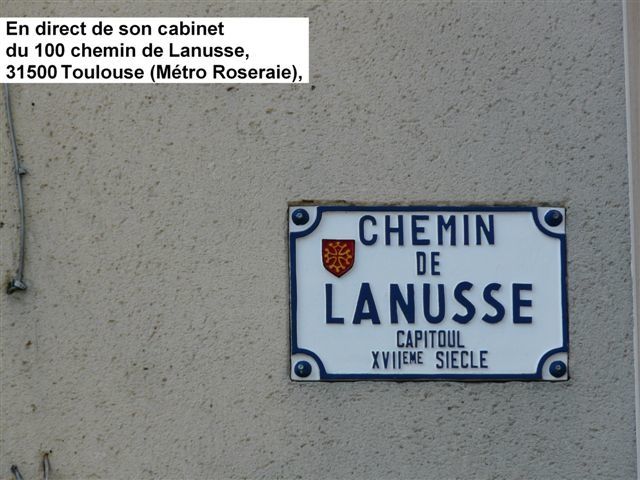 En direct de son cabinet
du 100 chemin de Lanusse,
31500 Toulouse (Métro Roseraie),
CHEMIN
DE
LANUSSE
CAPITOUL
XVIIEME SIECLE